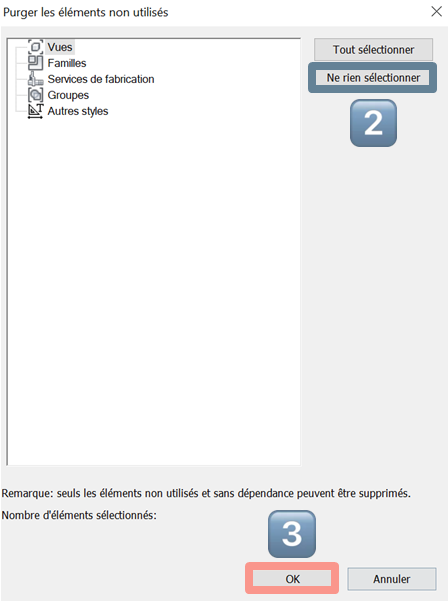 Purger les éléments non utilisés
Vues
Familles
Services de fabrication
Groupes
Autres styles
Tout sélectionner
Ne rien sélectionner
2
Remarque: seuls les éléments non utilisés et sans dépendance peuvent être supprimés.
Nombre d'éléments sélectionnés:
3
OK
Annuler